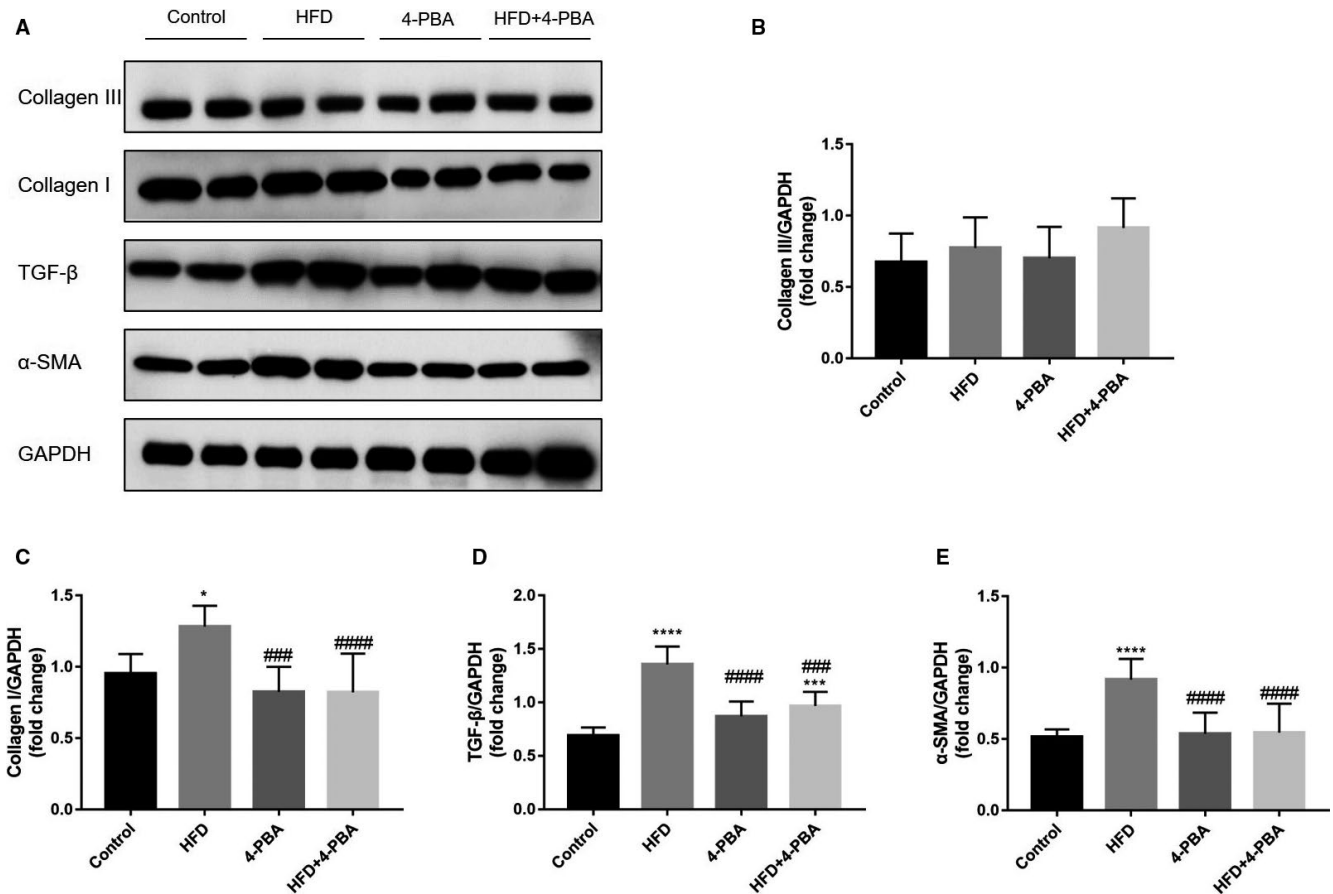 A
Control HFD 4-PBA HFD+4-PBA
Collagen III
Collagen I
TGF-β
α-SMA
GAPDH
B
Collagen III/GAPDH
(fold change)
1.5
1.0
0.5
0.0
Control HFD 4-PBA HFD+4-PBA
C
Collagen I/GAPDH
(fold change)
1.5
1.0
0.5
0.0
*
###
####
Control HFD 4-PBA HFD+4-PBA
D
TGF-β/GAPDH
(fold change)
2.0
1.5
1.0
0.5
0.0
****
####
###
***
Control HFD 4-PBA HFD+4-PBA
E
α-SMA/GAPDH
(fold change)
1.5
1.0
0.5
0.0
****
####
####
Control HFD 4-PBA HFD+4-PBA